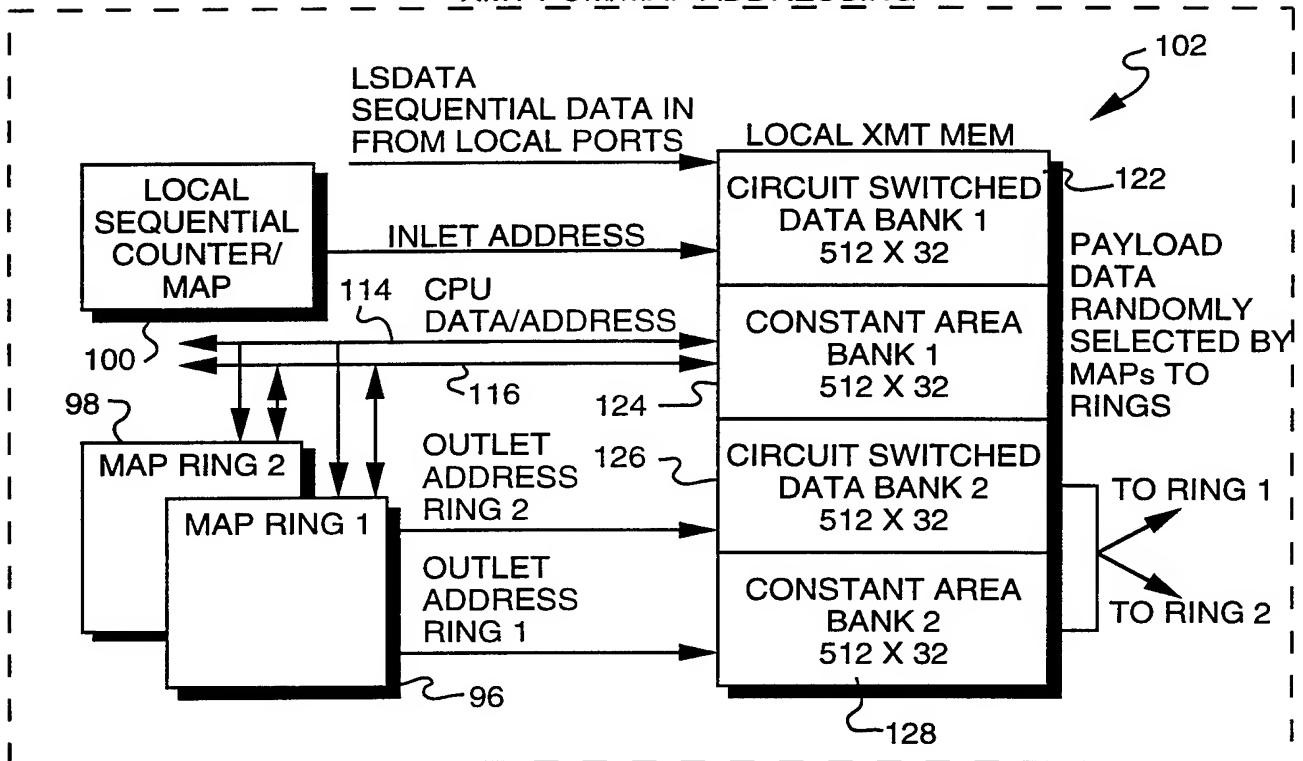 102
LSDATA
SEQUENTIAL DATA IN
FROM LOCAL PORTS
LOCAL XMT MEM
LOCAL
SEQUENTIAL
COUNTER/
MAP
100
INLET ADDRESS
CIRCUIT SWITCHED
DATA BANK 1
512 X 32
122
114
CPU
DATA/ADDRESS
116
CONSTANT AREA
BANK 1
512 X 32
124
PAYLOAD
DATA
RANDOMLY
SELECTED BY
MAPs TO
RINGS
98
MAP RING 2
MAP RING 1
96
OUTLET
ADDRESS
RING 2
OUTLET
ADDRESS
RING 1
126
CIRCUIT SWITCHED
DATA BANK 2
512 X 32
CONSTANT AREA
BANK 2
512 X 32
128
TO RING 1
TO RING 2